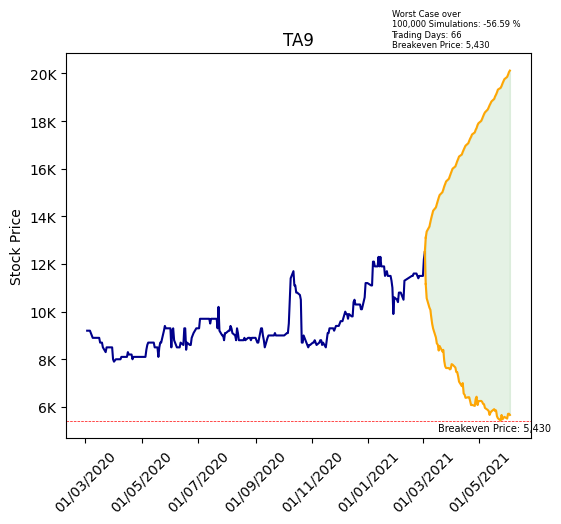 Worst Case over
100,000 Simulations: -56.59 %
Trading Days: 66
Breakeven Price: 5,430
TA9
Stock Price
20K
18K
16K
14K
12K
10K
8K
6K
Breakeven Price: 5,430
01/03/2020
01/05/2020
01/07/2020
01/09/2020
01/11/2020
01/01/2021
01/03/2021
01/05/2021